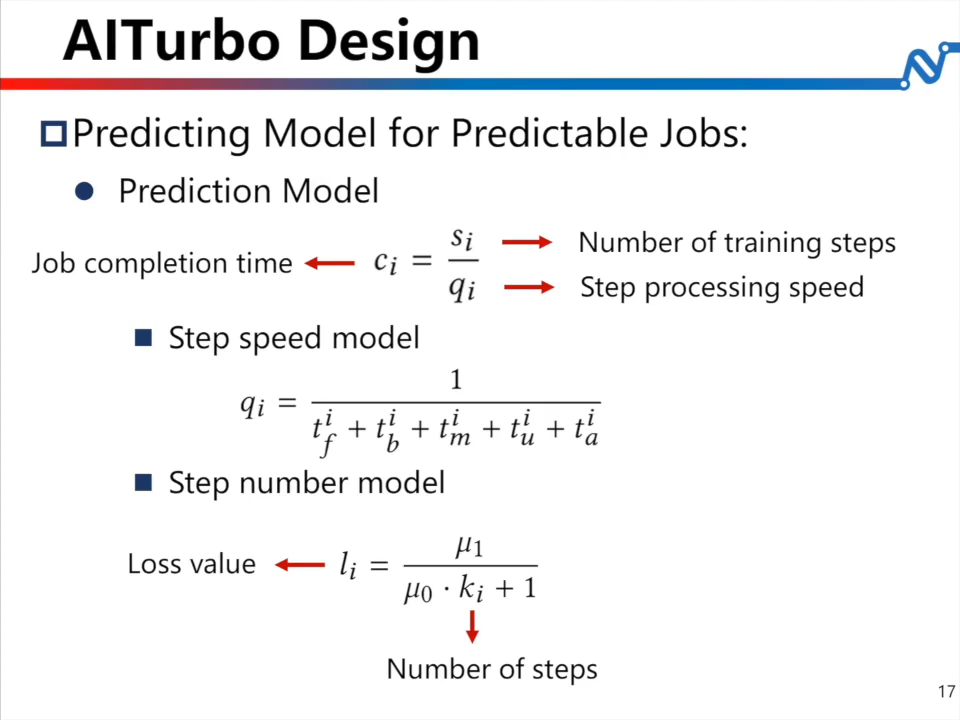 AITurbo Design
Predicting Model for Predictable Jobs:
Prediction Model
Job completion time
c_i = s_i / q_i
Number of training steps
Step processing speed
Step speed model
q_i = 1 / (t_f^i + t_b^i + t_m^i + t_u^i + t_a^i)
Step number model
Loss value
l_i = μ_1 / (μ_0 · k_i + 1)
Number of steps
17